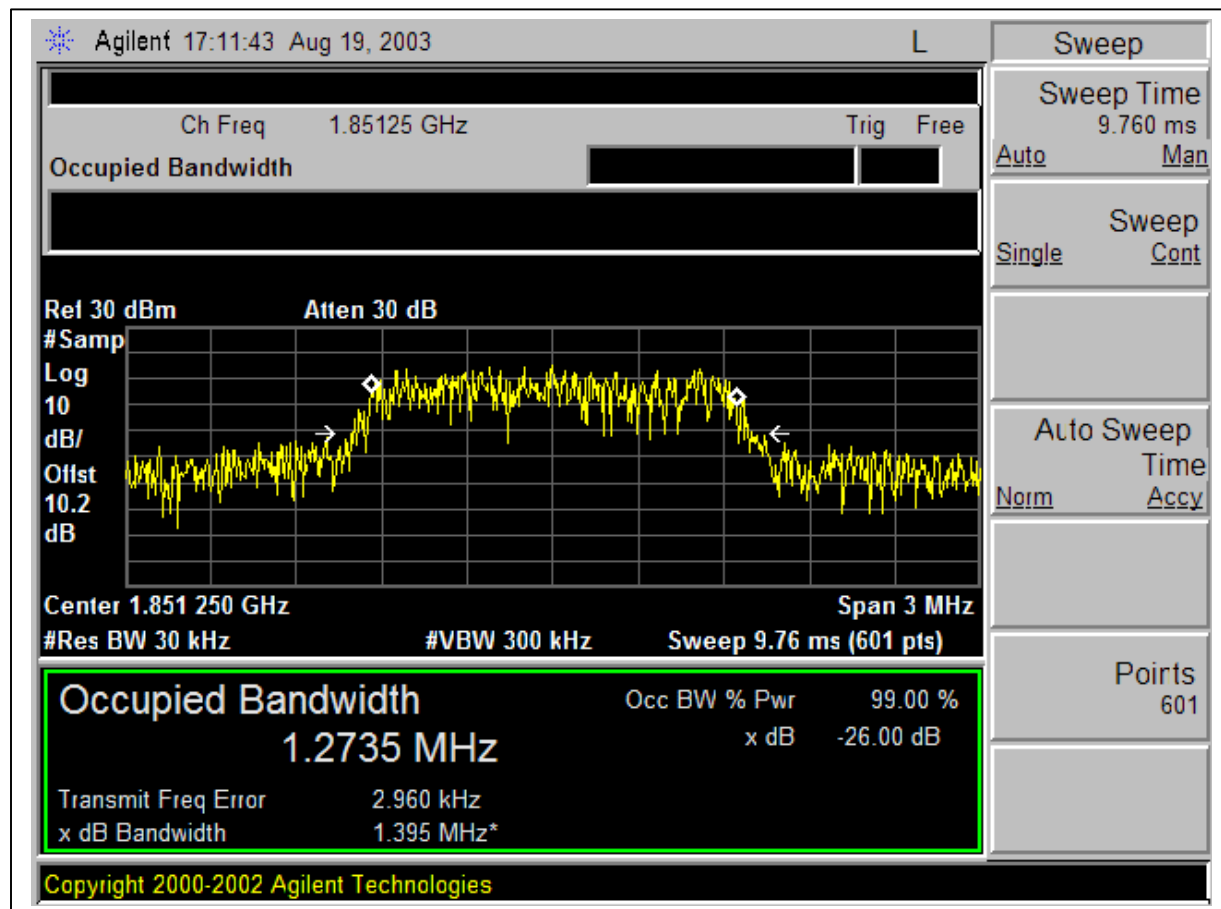 Agilent 17:11:43 Aug 19, 2003 L
Ch Freq 1.85125 GHz Trig Free
Occupied Bandwidth
Ref 30 dBm Atten 30 dB
#Samp
Log
10
dB/
Offst
10.2
dB
Center 1.851 250 GHz Span 3 MHz
#Res BW 30 kHz #VBW 300 kHz Sweep 9.76 ms (601 pts)
Occupied Bandwidth Occ BW % Pwr 99.00 %
1.2735 MHz x dB -26.00 dB
Transmit Freq Error 2.960 kHz
x dB Bandwidth 1.395 MHz*
Copyright 2000-2002 Agilent Technologies
Sweep
Sweep Time
9.760 ms
Auto Man
Sweep
Single Cont
Auto Sweep
Time
Norm Accy
Points
601